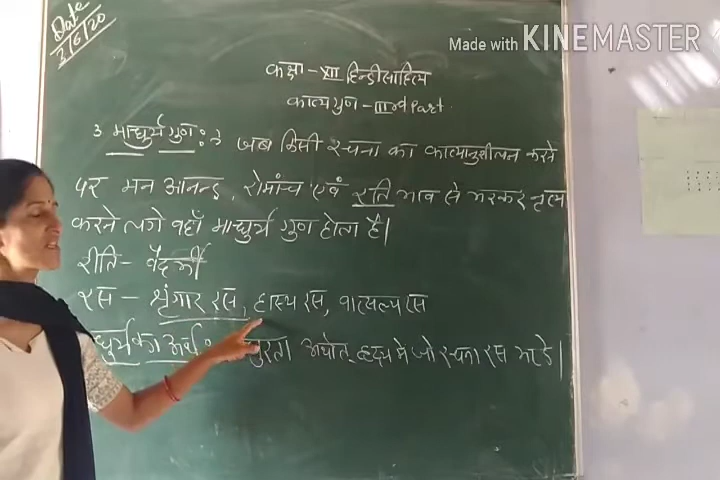 Date
2/6/20
Made with KINEMASTER
कक्षा - XII हिन्दी साहित्य
काव्य गुण - III rd Part
3 माधुर्य गुण :- जब किसी रचना का काव्यानुशीलन करने
पर मन आनन्द, रोमांच एवं रति भाव से भरकर नृत्य
करने लगे वहाँ माधुर्य गुण होता है।
रीति - वैदर्भी
रस - श्रृंगार रस, हास्य रस, वात्सल्य रस
धुर्य का अर्थ : धुरता अर्थात् हृदय में जो रचना रस भर दे।